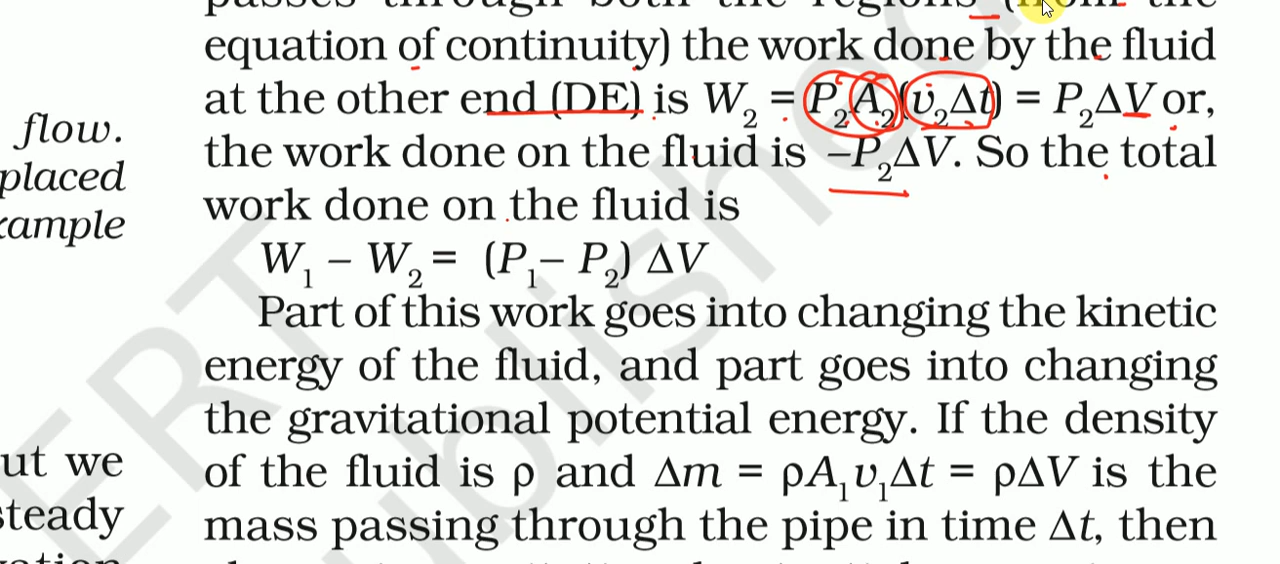 equation of continuity) the work done by the fluid
at the other end (DE) is W₂ = P₂A₂(υ₂Δt) = P₂ΔV or,
flow.
the work done on the fluid is –P₂ΔV. So the total
placed
work done on the fluid is
ample
W₁ – W₂ = (P₁– P₂) ΔV
Part of this work goes into changing the kinetic
energy of the fluid, and part goes into changing
the gravitational potential energy. If the density
ut we
of the fluid is ρ and Δm = ρA₁υ₁Δt = ρΔV is the
steady
mass passing through the pipe in time Δt, then